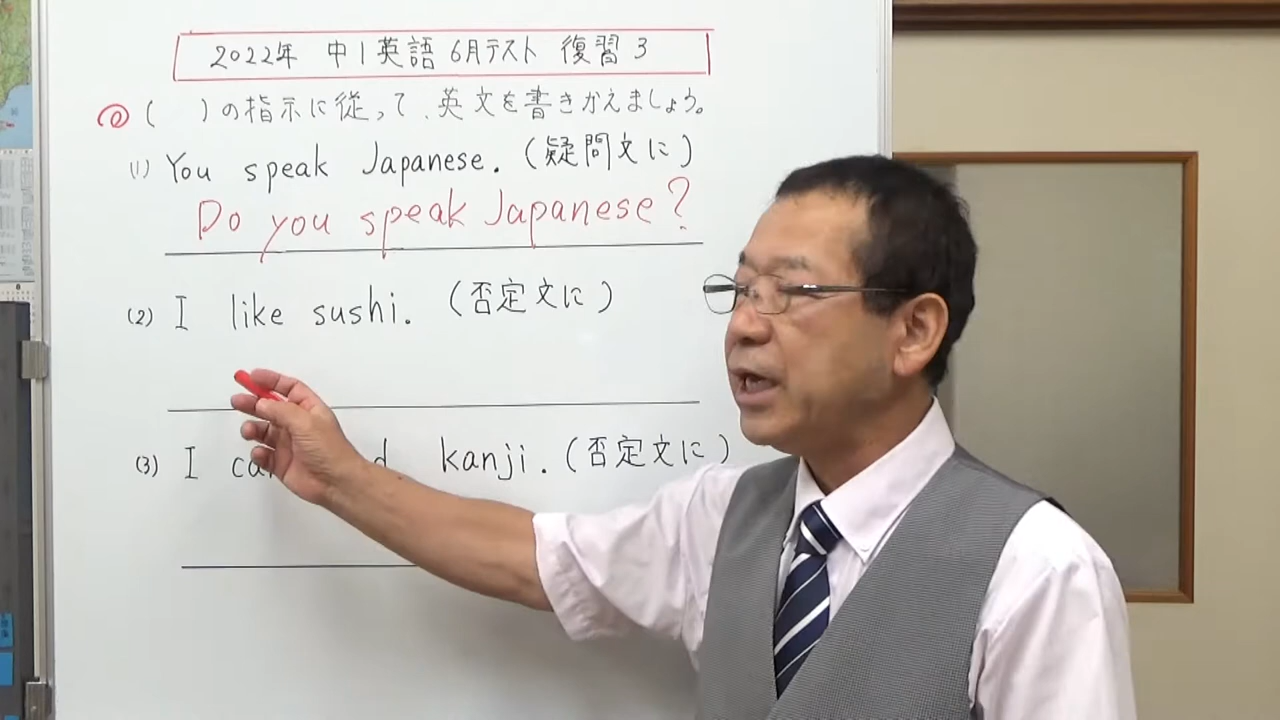 2022年 中1英語 6月テスト 復習 3
( )の指示に従って、英文を書きかえましょう。
(1) You speak Japanese. (疑問文に)
Do you speak Japanese?
(2) I like sushi. (否定文に)
(3) I kanji. (否定文に)